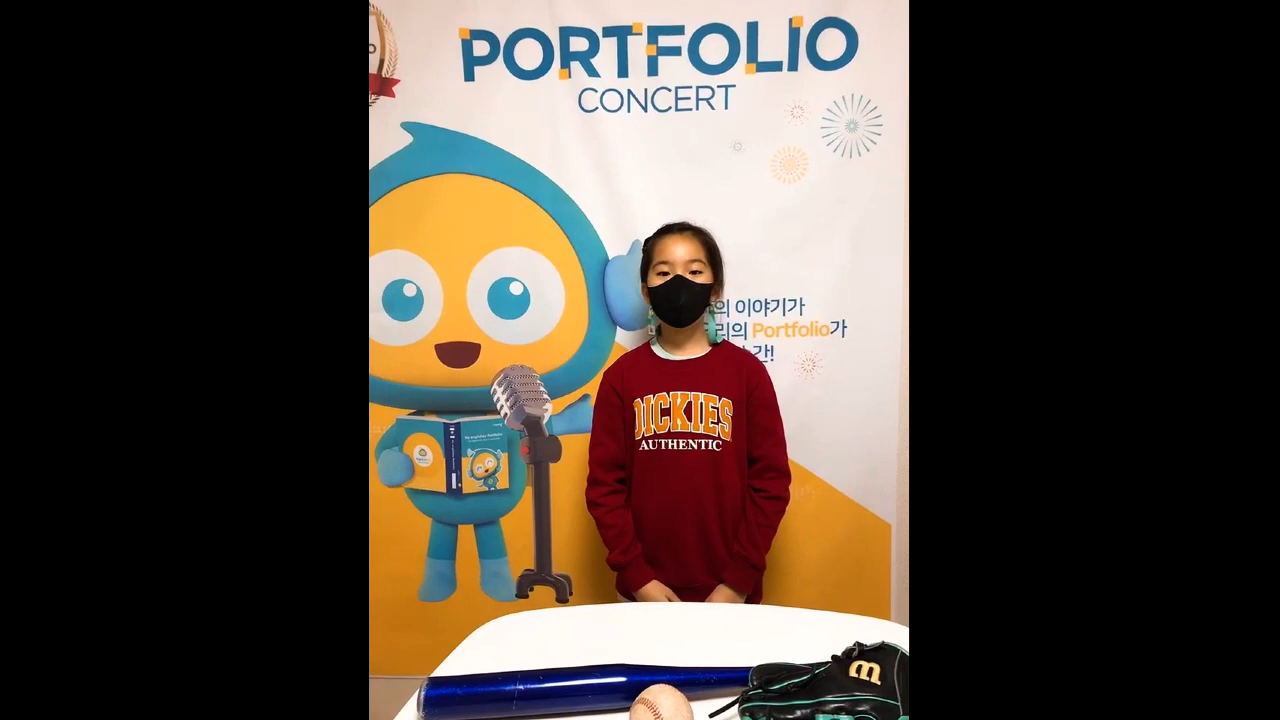 PORTFOLIO
CONCERT
의 이야기가
리의 Portfolio가
간!
DICKIES
AUTHENTIC